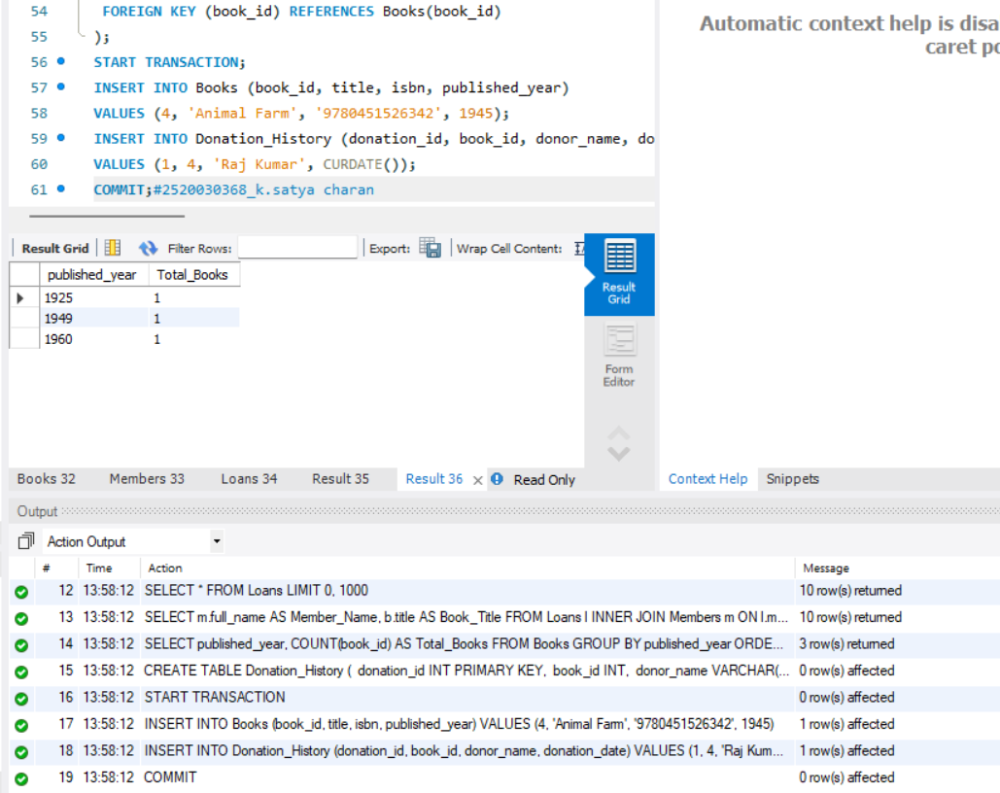 54 FOREIGN KEY (book_id) REFERENCES Books(book_id)
55 );
56 START TRANSACTION;
57 INSERT INTO Books (book_id, title, isbn, published_year)
58 VALUES (4, 'Animal Farm', '9780451526342', 1945);
59 INSERT INTO Donation_History (donation_id, book_id, donor_name, do
60 VALUES (1, 4, 'Raj Kumar', CURDATE());
61 COMMIT;#2520030368_k.satya charan
Automatic context help is disa
caret po
Result Grid Filter Rows: Export: Wrap Cell Content:
published_year Total_Books
1925 1
1949 1
1960 1
Result
Grid
Form
Editor
Books 32 Members 33 Loans 34 Result 35 Result 36 × Read Only Context Help Snippets
Output
Action Output
# Time Action Message
12 13:58:12 SELECT * FROM Loans LIMIT 0, 1000 10 row(s) returned
13 13:58:12 SELECT m.full_name AS Member_Name, b.title AS Book_Title FROM Loans l INNER JOIN Members m ON l.m... 10 row(s) returned
14 13:58:12 SELECT published_year, COUNT(book_id) AS Total_Books FROM Books GROUP BY published_year ORDE... 3 row(s) returned
15 13:58:12 CREATE TABLE Donation_History ( donation_id INT PRIMARY KEY, book_id INT, donor_name VARCHAR(... 0 row(s) affected
16 13:58:12 START TRANSACTION 0 row(s) affected
17 13:58:12 INSERT INTO Books (book_id, title, isbn, published_year) VALUES (4, 'Animal Farm', '9780451526342', 1945) 1 row(s) affected
18 13:58:12 INSERT INTO Donation_History (donation_id, book_id, donor_name, donation_date) VALUES (1, 4, 'Raj Kum... 1 row(s) affected
19 13:58:12 COMMIT 0 row(s) affected